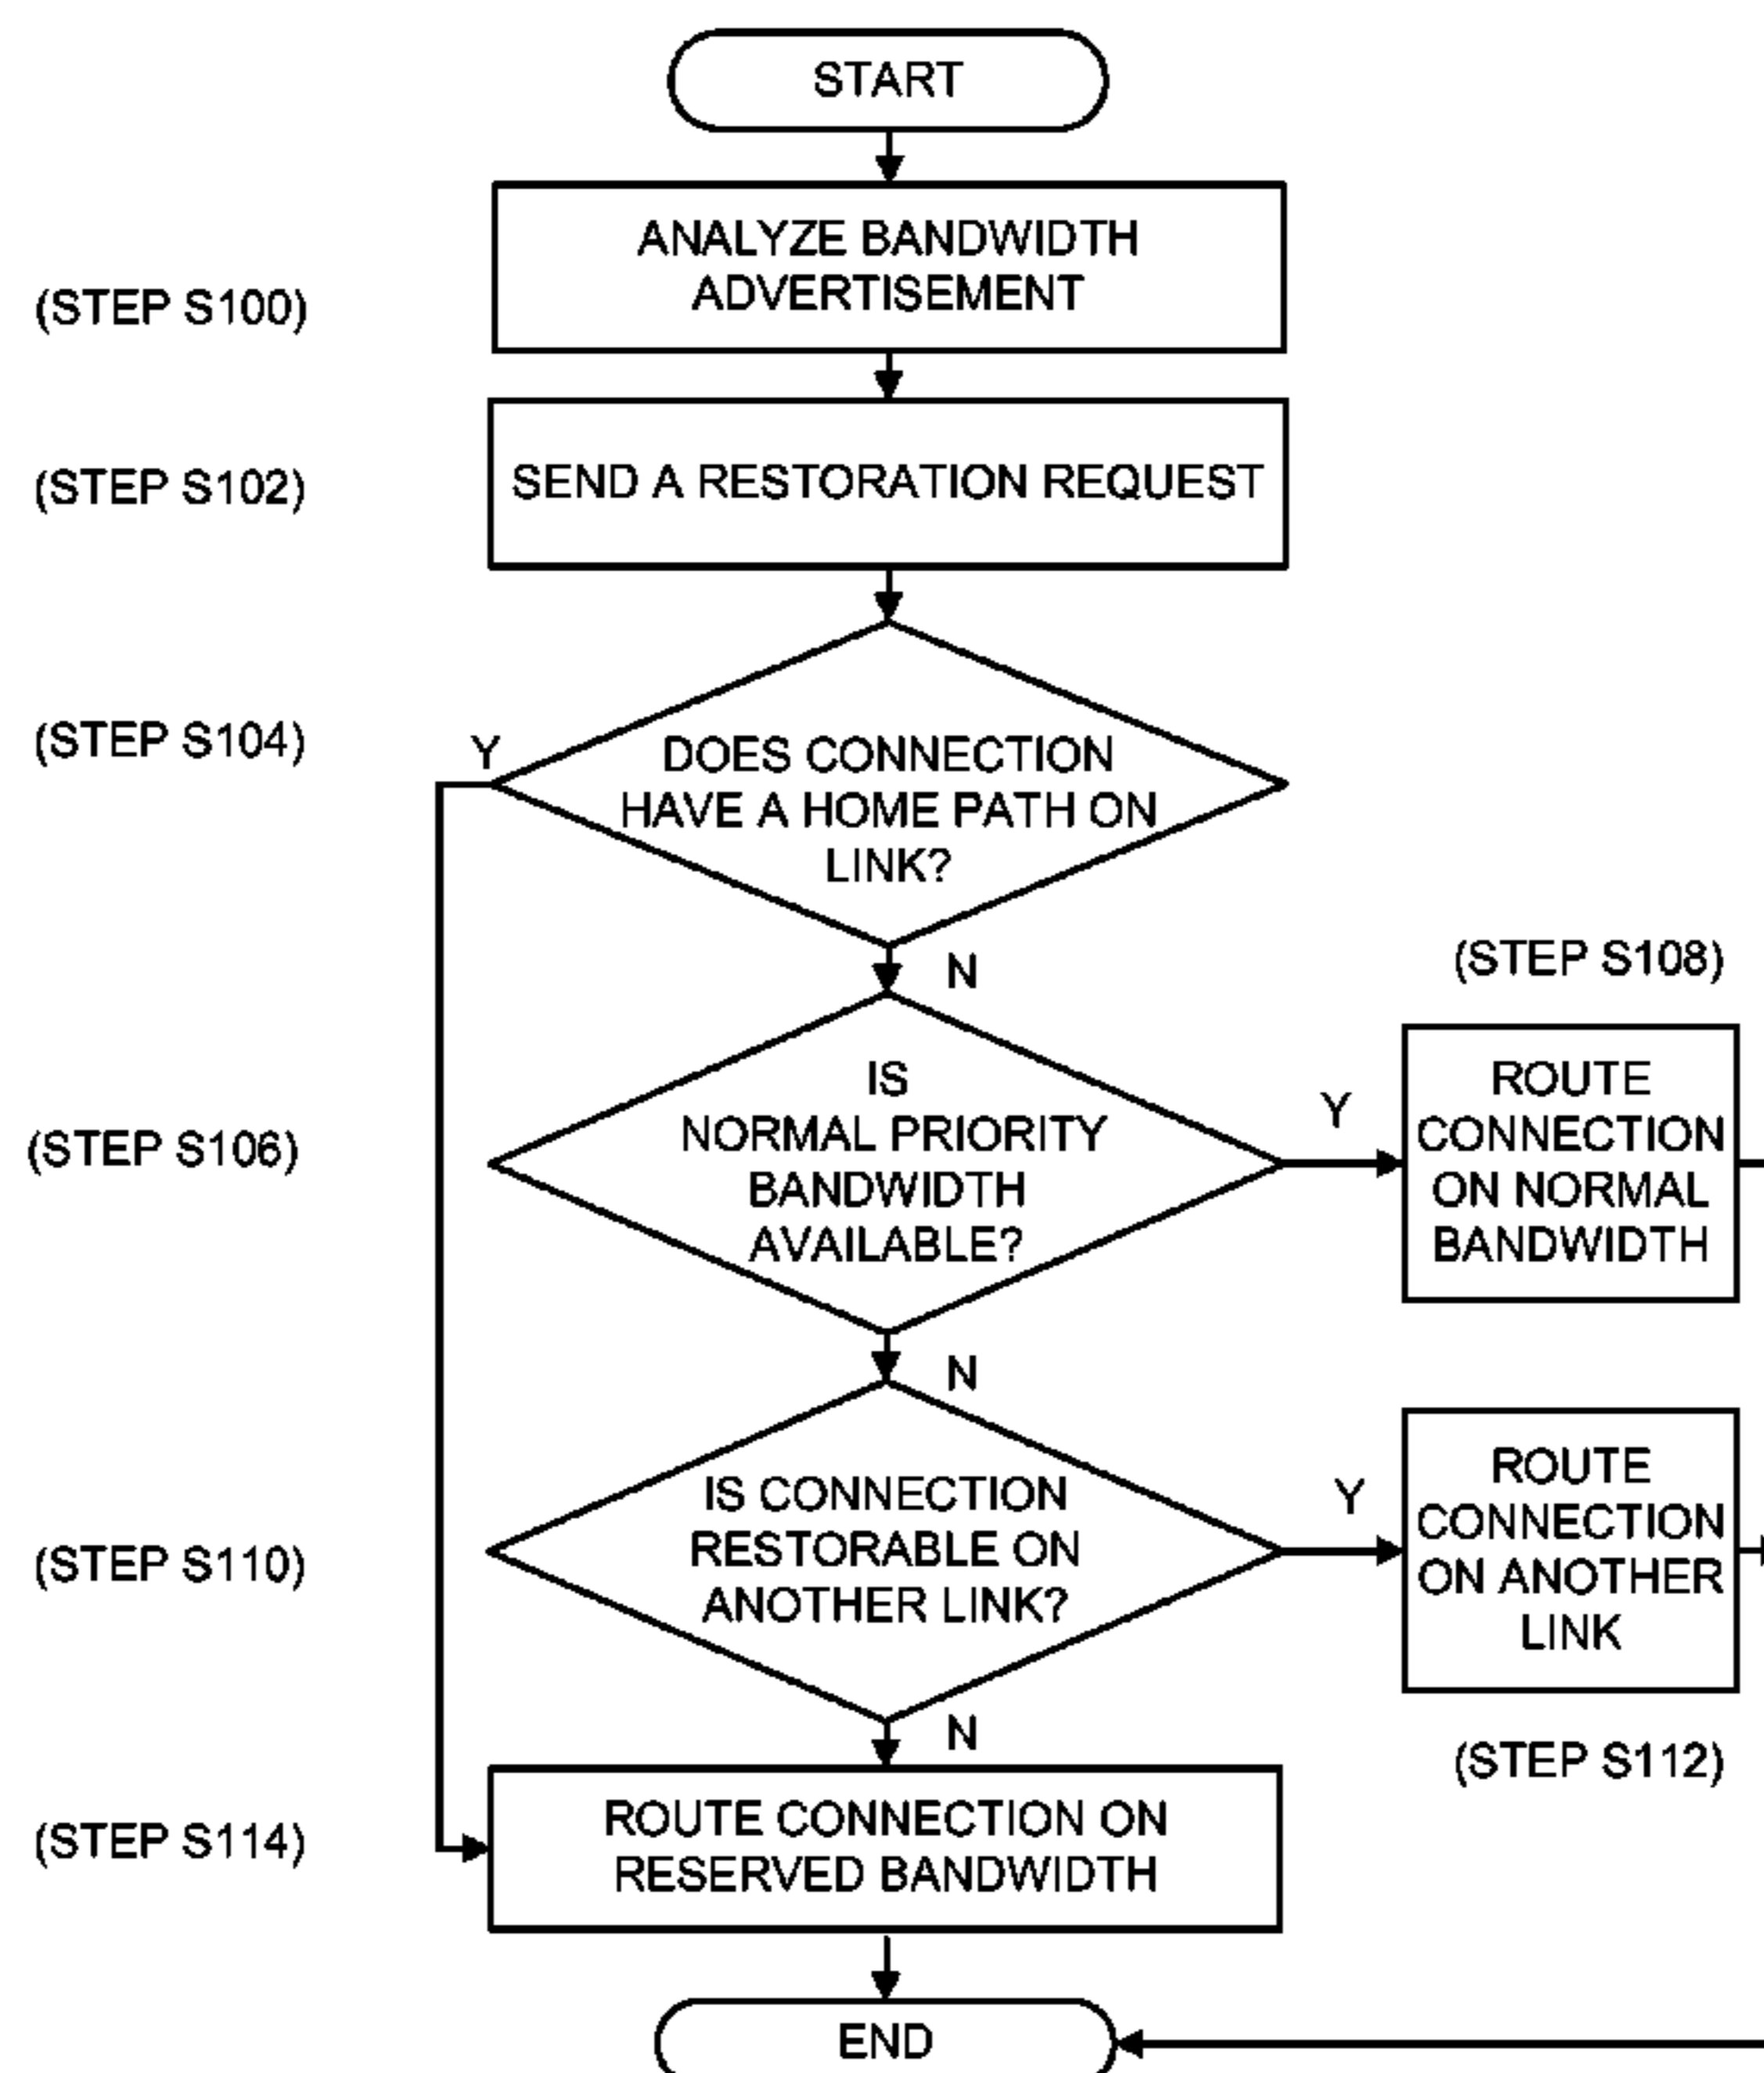 START
ANALYZE BANDWIDTH
ADVERTISEMENT
(STEP S100)
SEND A RESTORATION REQUEST
(STEP S102)
(STEP S104)
Y
DOES CONNECTION
HAVE A HOME PATH ON
LINK?
N
(STEP S108)
IS
NORMAL PRIORITY
BANDWIDTH
AVAILABLE?
(STEP S106)
Y
ROUTE
CONNECTION
ON NORMAL
BANDWIDTH
N
IS CONNECTION
RESTORABLE ON
ANOTHER LINK?
(STEP S110)
Y
ROUTE
CONNECTION
ON ANOTHER
LINK
N
(STEP S112)
(STEP S114)
ROUTE CONNECTION ON
RESERVED BANDWIDTH
END